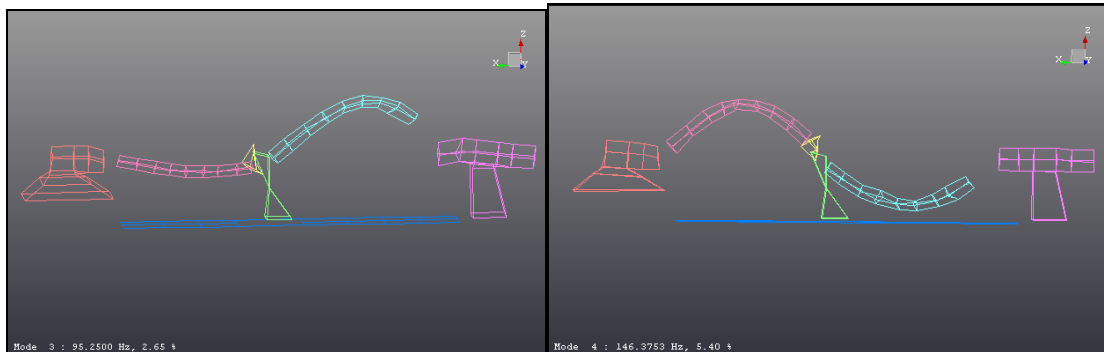 Z
X Y
Mode 3 : 95.2500 Hz, 2.65 %
Z
X Y
Mode 4 : 146.3753 Hz, 5.40 %